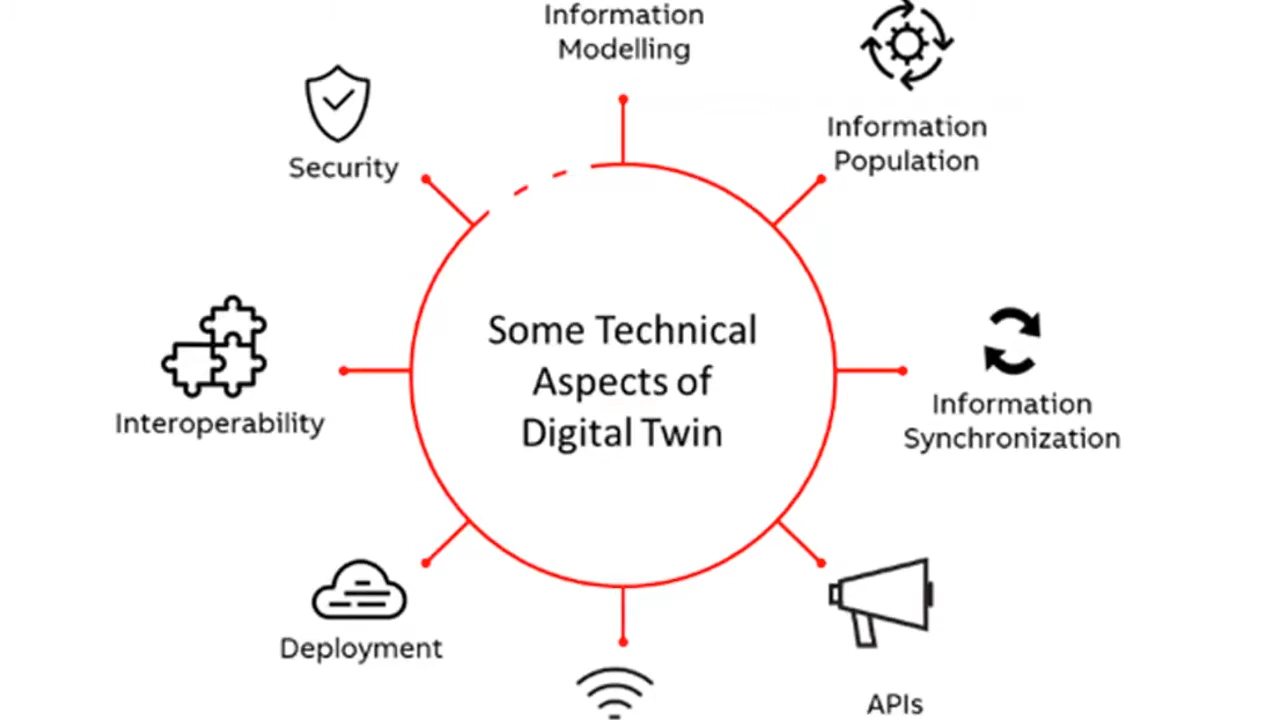 Information
Modelling
Information
Population
Security
Some Technical
Aspects of
Digital Twin
Information
Synchronization
Interoperability
Deployment
APIs